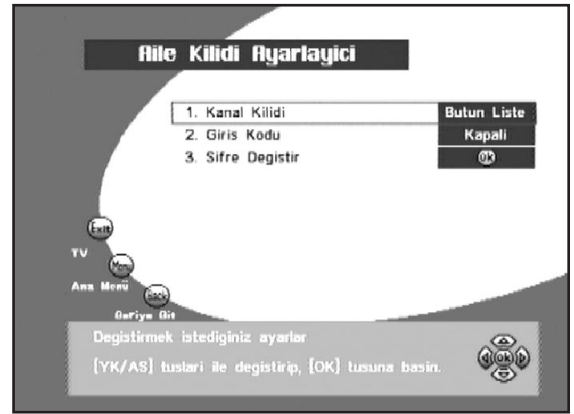 Aile Kilidi Ayarlayici
1. Kanal Kilidi Butun Liste
2. Giris Kodu Kapali
3. Sifre Degistir Ok
Exit
TV
Menu
Ana Menü
Back
Geriye Git
Degistirmek istediginiz ayarlar
[YK/AS] tuslari ile degistirip, [OK] tusuna basin.
Ok